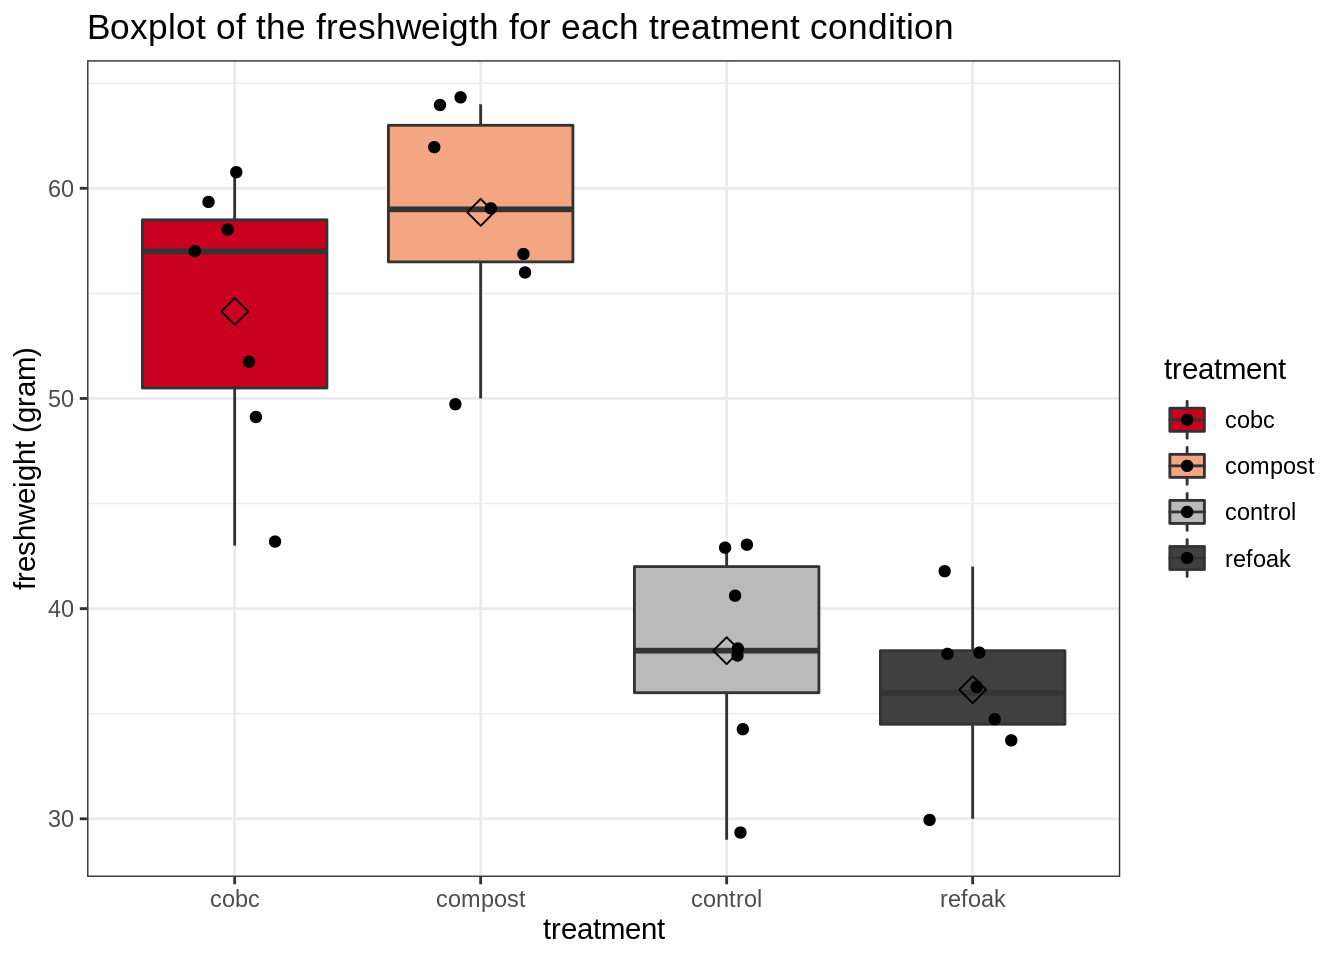 Boxplot of the freshweigth for each treatment condition
freshweight (gram)
60
50
40
30
cobc
compost
control
refoak
treatment
treatment
cobc
compost
control
refoak